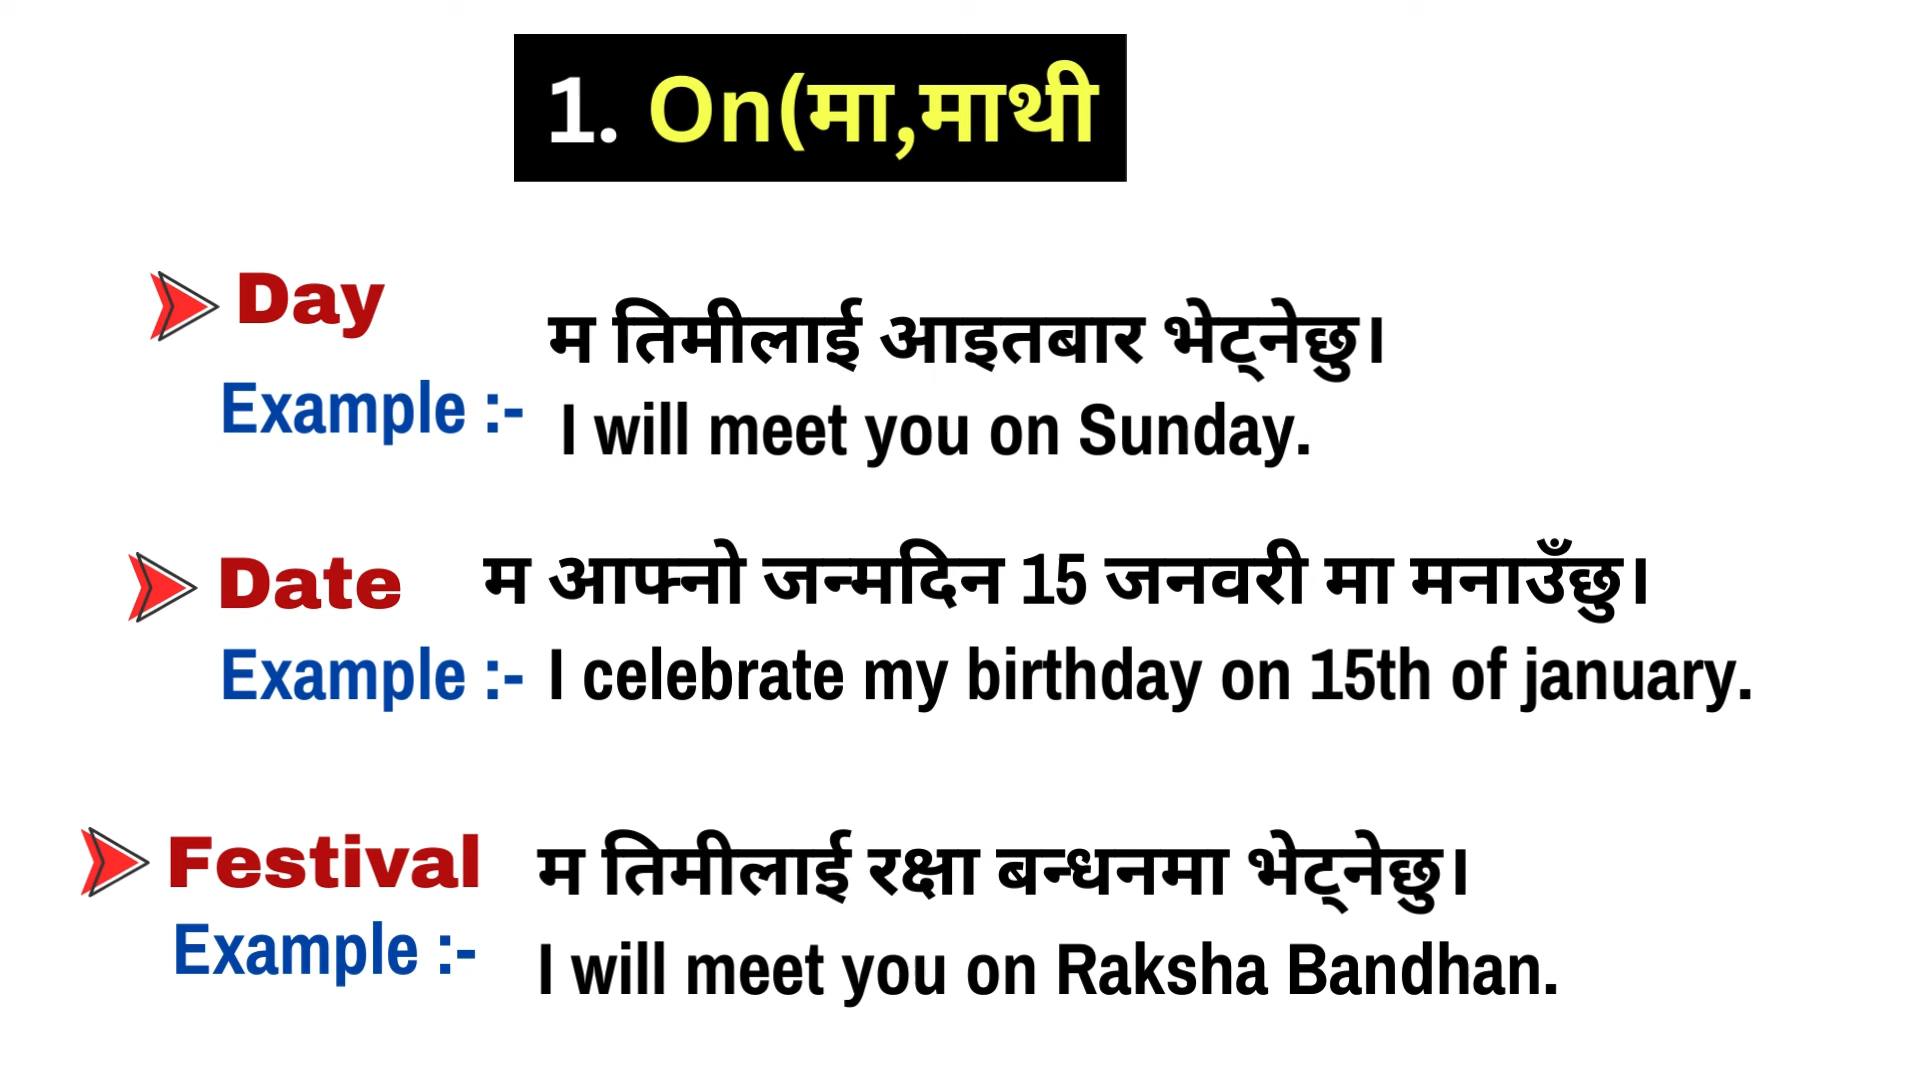 1. On(मा,माथी
Day
म तिमीलाई आइतबार भेट्नेछु।
Example :- I will meet you on Sunday.
Date
म आफ्नो जन्मदिन 15 जनवरी मा मनाउँछु।
Example :- I celebrate my birthday on 15th of january.
Festival
म तिमीलाई रक्षा बन्धनमा भेट्नेछु।
Example :- I will meet you on Raksha Bandhan.